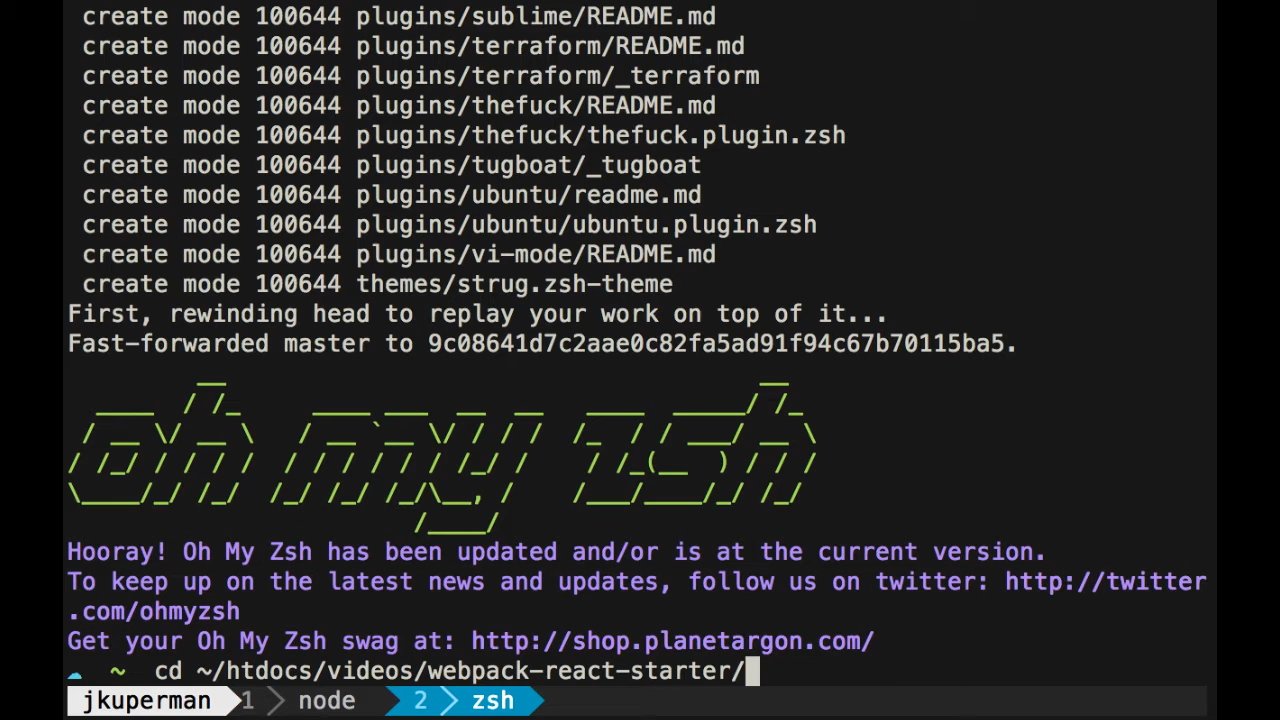 create mode 100644 plugins/sublime/README.md
create mode 100644 plugins/terraform/README.md
create mode 100644 plugins/terraform/_terraform
create mode 100644 plugins/thefuck/README.md
create mode 100644 plugins/thefuck/thefuck.plugin.zsh
create mode 100644 plugins/tugboat/_tugboat
create mode 100644 plugins/ubuntu/readme.md
create mode 100644 plugins/ubuntu/ubuntu.plugin.zsh
create mode 100644 plugins/vi-mode/README.md
create mode 100644 themes/strug.zsh-theme
First, rewinding head to replay your work on top of it...
Fast-forwarded master to 9c08641d7c2aae0c82fa5ad91f94c67b70115ba5.
oh my zsh
Hooray! Oh My Zsh has been updated and/or is at the current version.
To keep up on the latest news and updates, follow us on twitter: http://twitter
.com/ohmyzsh
Get your Oh My Zsh swag at: http://shop.planetargon.com/
~ cd ~/htdocs/videos/webpack-react-starter/
jkuperman 1 node 2 zsh